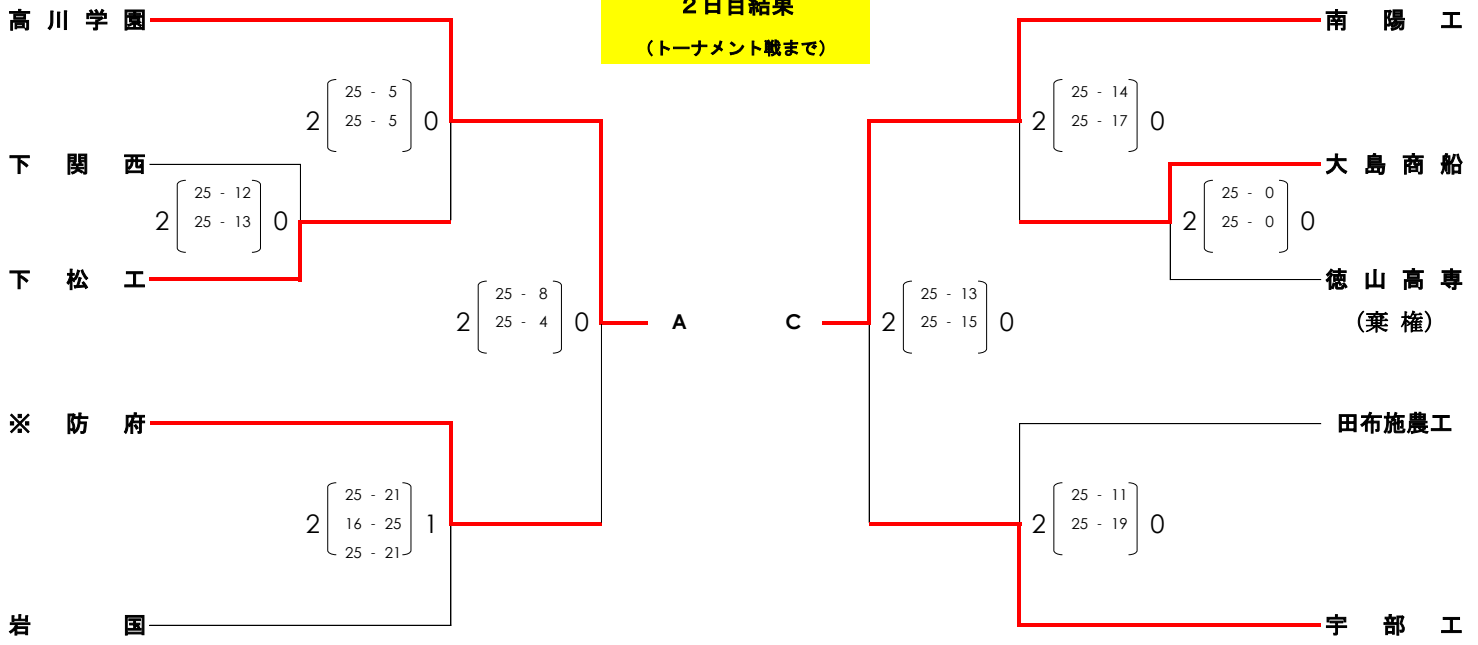 2日目結果
（トーナメント戦まで）
高川学園
2 25 - 5 0
25 - 5
下関西
2 25 - 12 0
25 - 13
下松工
2 25 - 8 0
25 - 4
A
※防府
2 25 - 21 1
16 - 25
25 - 21
岩国
南陽工
2 25 - 14 0
25 - 17
大島商船
2 25 - 0 0
25 - 0
徳山高専
（棄権）
C
2 25 - 13 0
25 - 15
田布施農工
2 25 - 11 0
25 - 19
宇部工